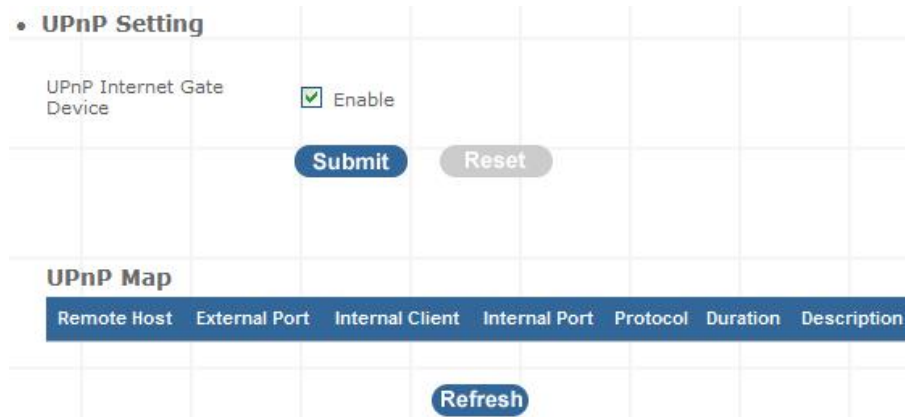 • UPnP Setting
UPnP Internet Gate
Device
Enable
Submit Reset
UPnP Map
Remote Host External Port Internal Client Internal Port Protocol Duration Description
Refresh